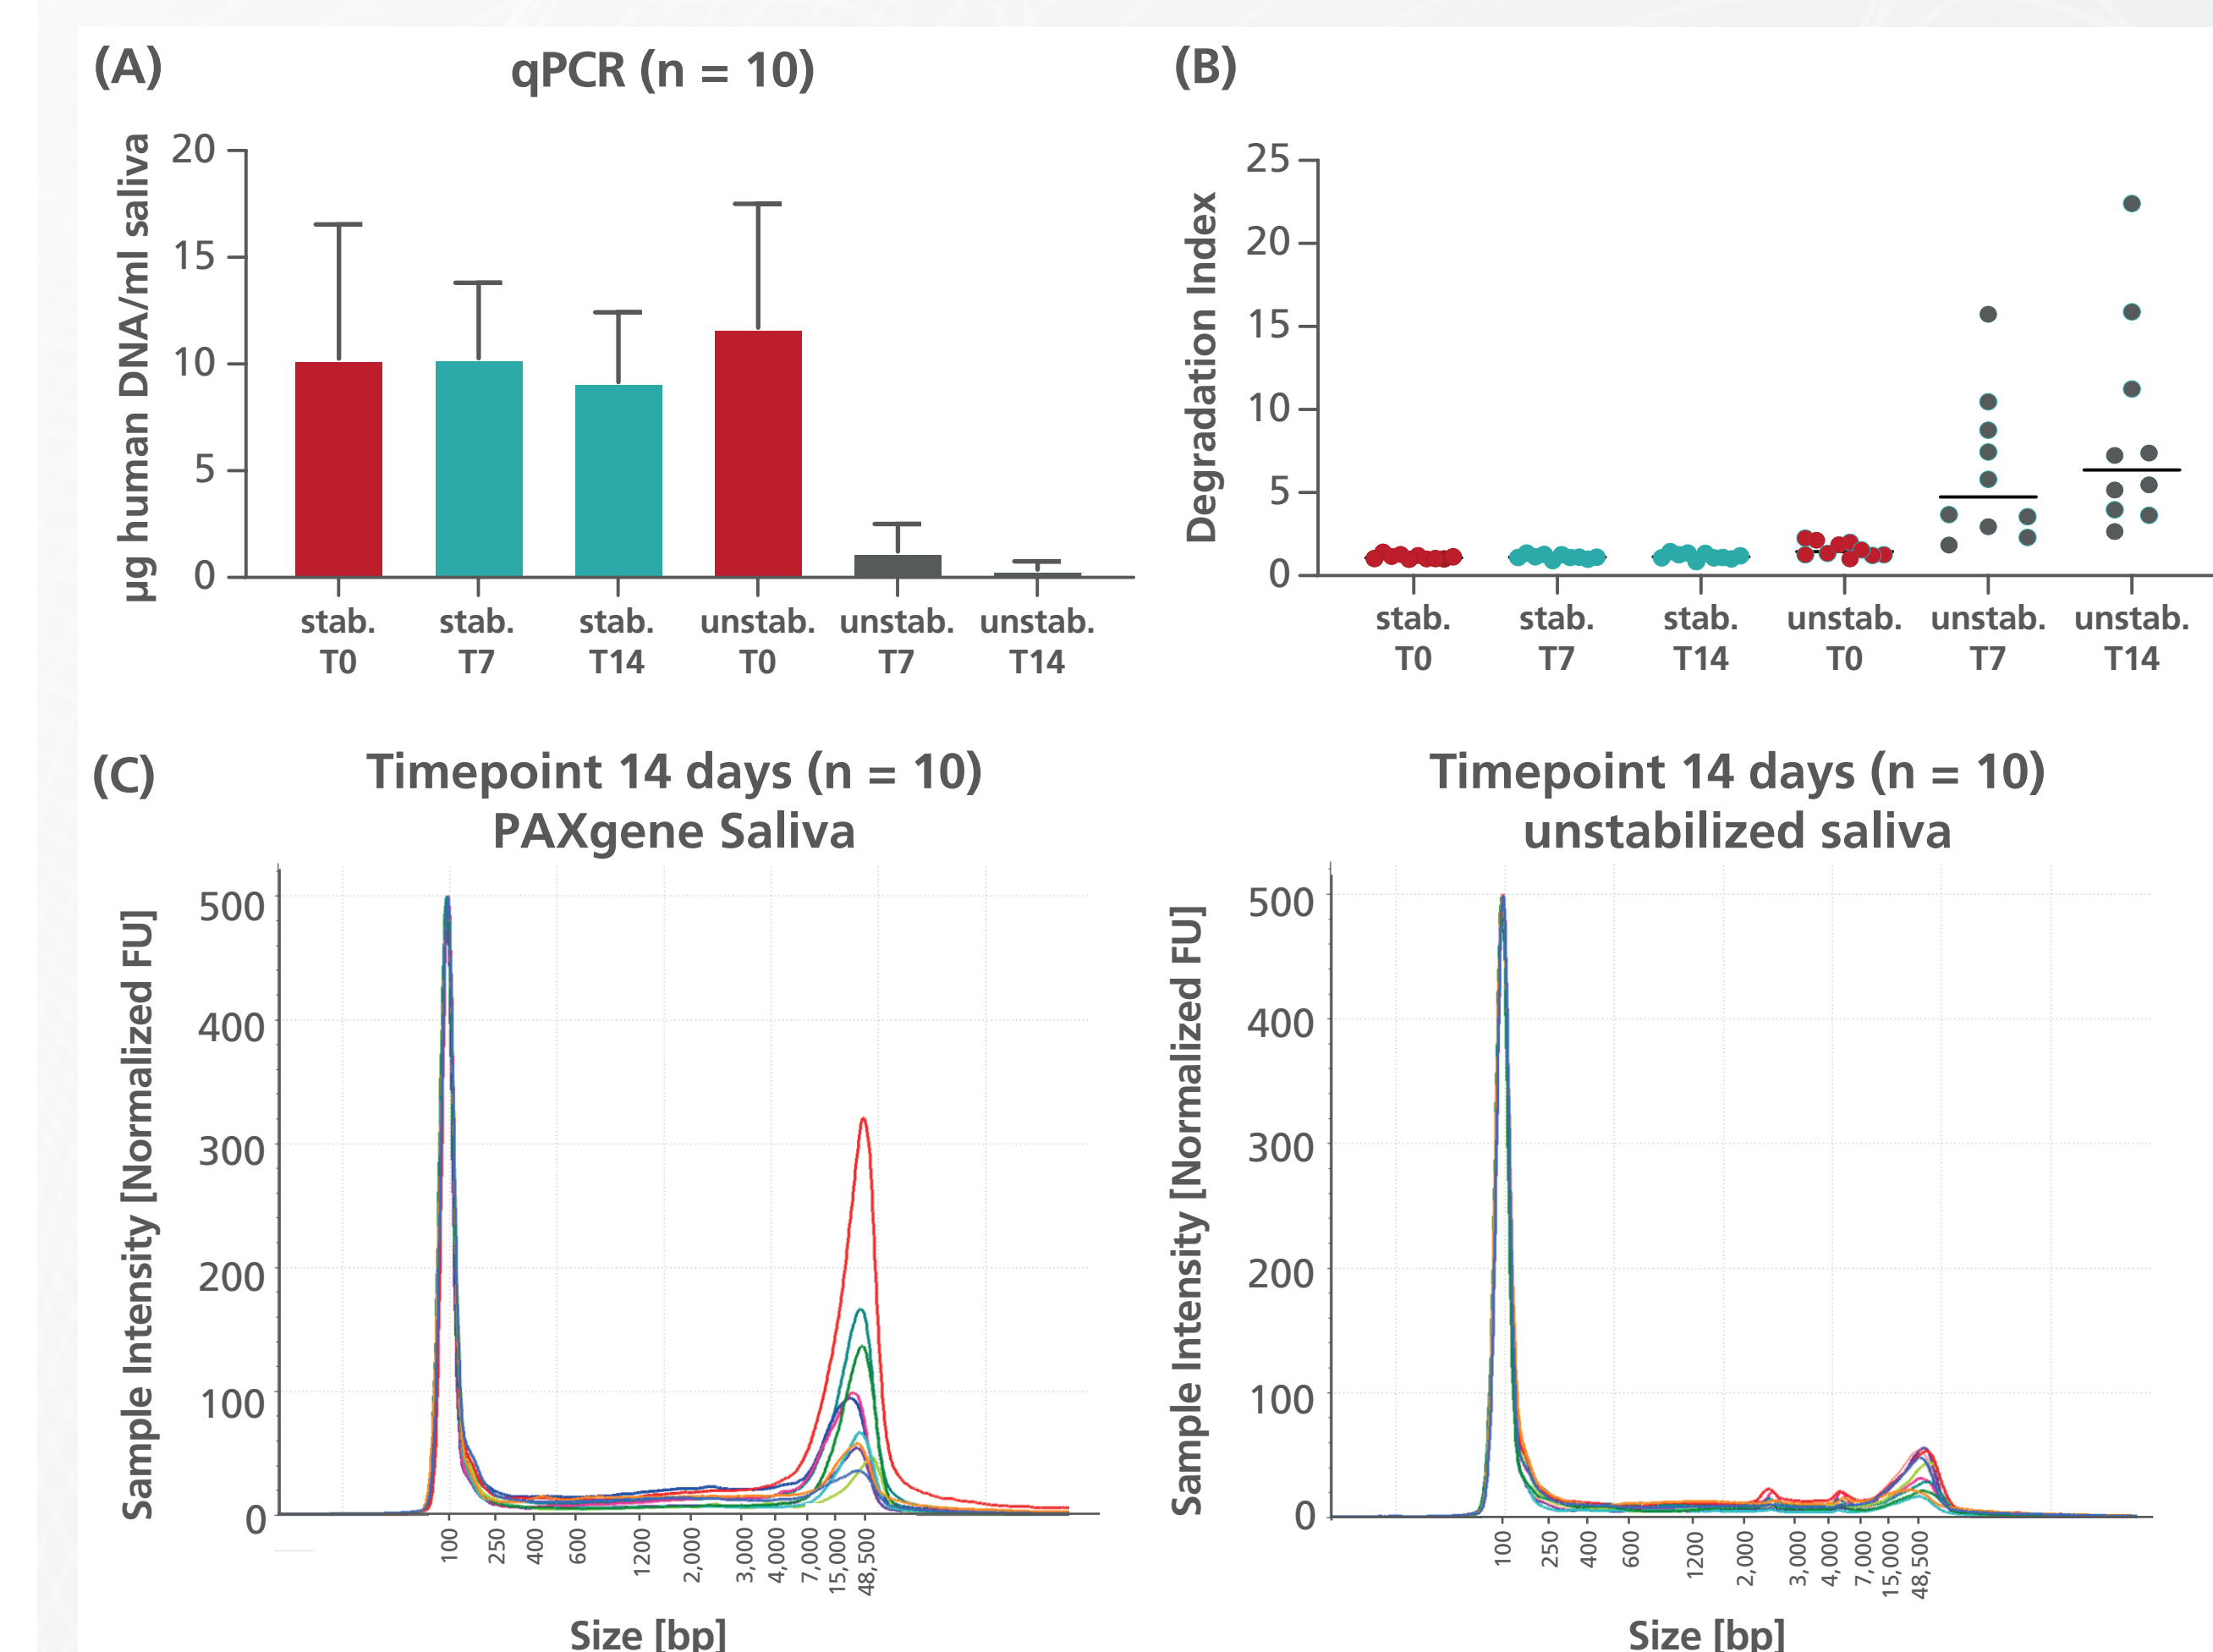 (A)
qPCR (n = 10)
µg human DNA/ml saliva
20
15
10
5
0
stab. stab. stab. unstab. unstab. unstab.
T0 T7 T14 T0 T7 T14
(B)
Degradation Index
25
20
15
10
5
0
stab. stab. stab. unstab. unstab. unstab.
T0 T7 T14 T0 T7 T14
(C)
Timepoint 14 days (n = 10)
PAXgene Saliva
Sample Intensity [Normalized FU]
500
400
300
200
100
0
100 250 400 600 1200 2,000 3,000 4,000 7,000 15,000 48,500
Size [bp]
Timepoint 14 days (n = 10)
unstabilized saliva
Sample Intensity [Normalized FU]
500
400
300
200
100
0
100 250 400 600 1200 2,000 3,000 4,000 7,000 15,000 48,500
Size [bp]